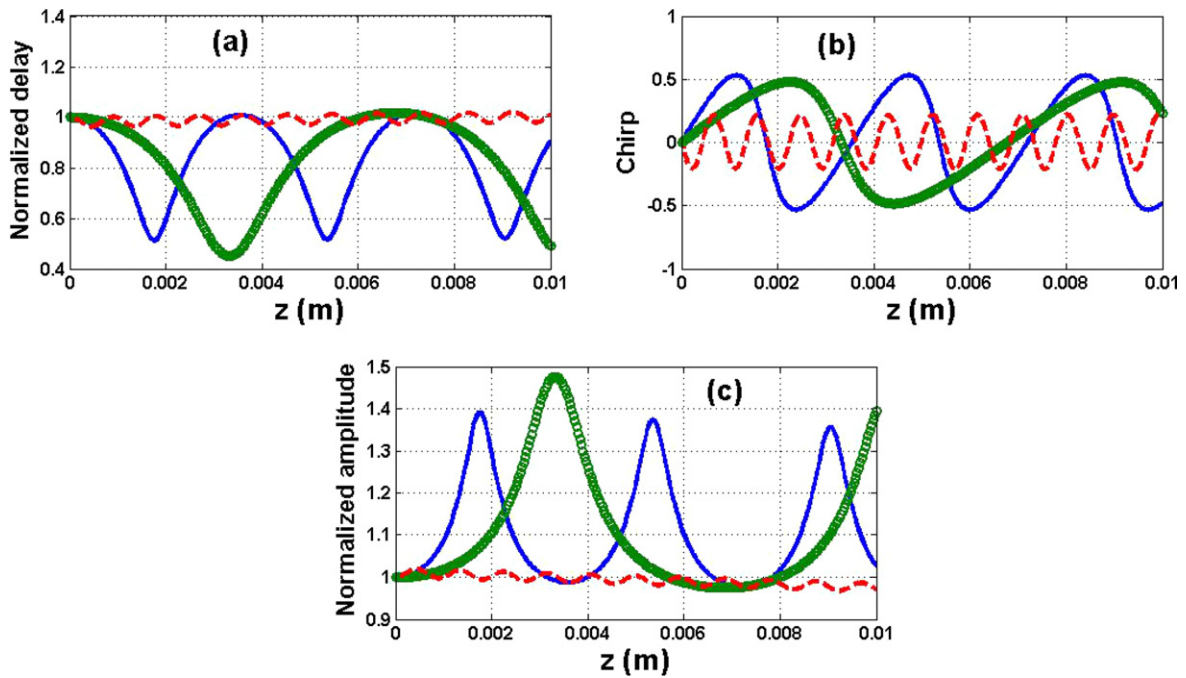 (a)
Normalized delay
1.4
1.2
1
0.8
0.6
0.4
0 0.002 0.004 0.006 0.008 0.01
z (m)
(b)
Chirp
1
0.5
0
-0.5
-1
0 0.002 0.004 0.006 0.008 0.01
z (m)
(c)
Normalized amplitude
1.5
1.4
1.3
1.2
1.1
1
0.9
0 0.002 0.004 0.006 0.008 0.01
z (m)